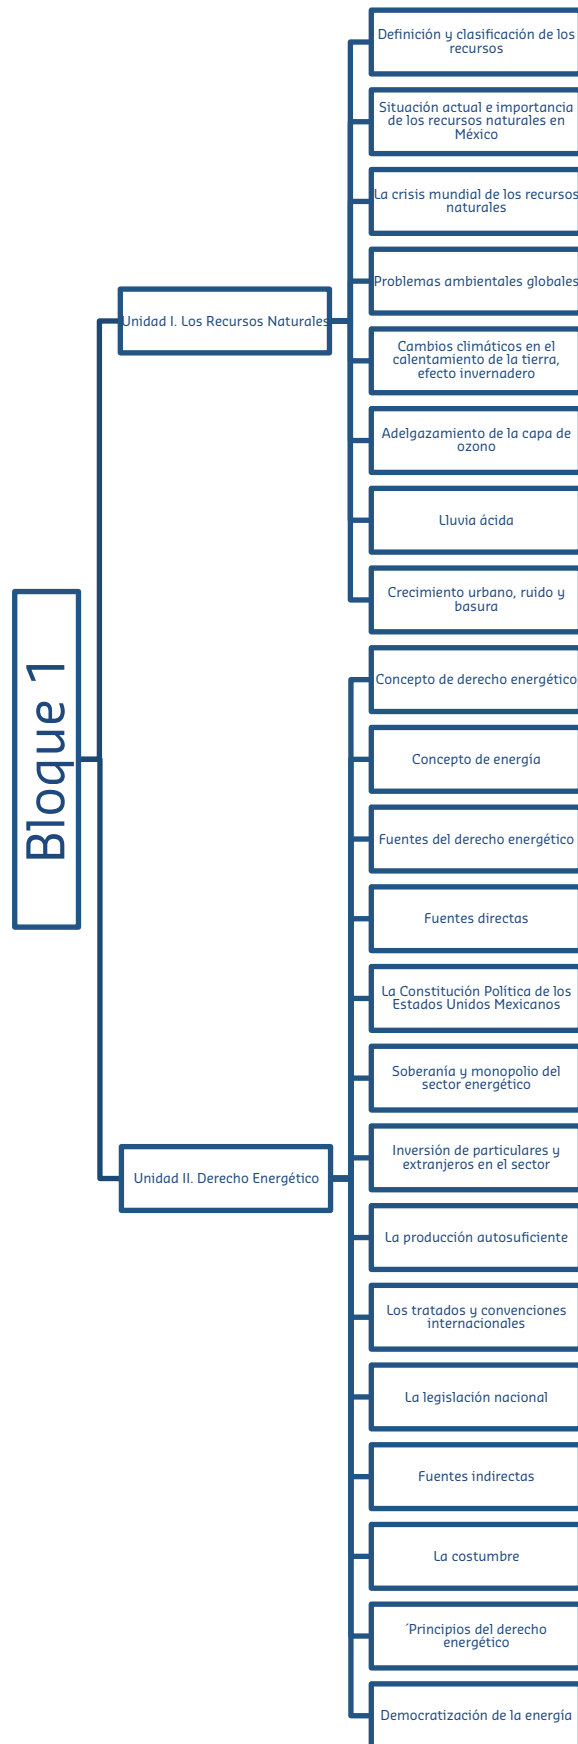 Bloque 1
Unidad I. Los Recursos Naturales
Definición y clasificación de los
recursos
Situación actual e importancia
de los recursos naturales en
México
La crisis mundial de los recursos
naturales
Problemas ambientales globales
Cambios climáticos en el
calentamiento de la tierra,
efecto invernadero
Adelgazamiento de la capa de
ozono
Lluvia ácida
Crecimiento urbano, ruido y
basura
Unidad II. Derecho Energético
Concepto de derecho energético
Concepto de energía
Fuentes del derecho energético
Fuentes directas
La Constitución Política de los
Estados Unidos Mexicanos
Soberanía y monopolio del
sector energético
Inversión de particulares y
extranjeros en el sector
La producción autosuficiente
Los tratados y convenciones
internacionales
La legislación nacional
Fuentes indirectas
La costumbre
´Principios del derecho
energético
Democratización de la energía